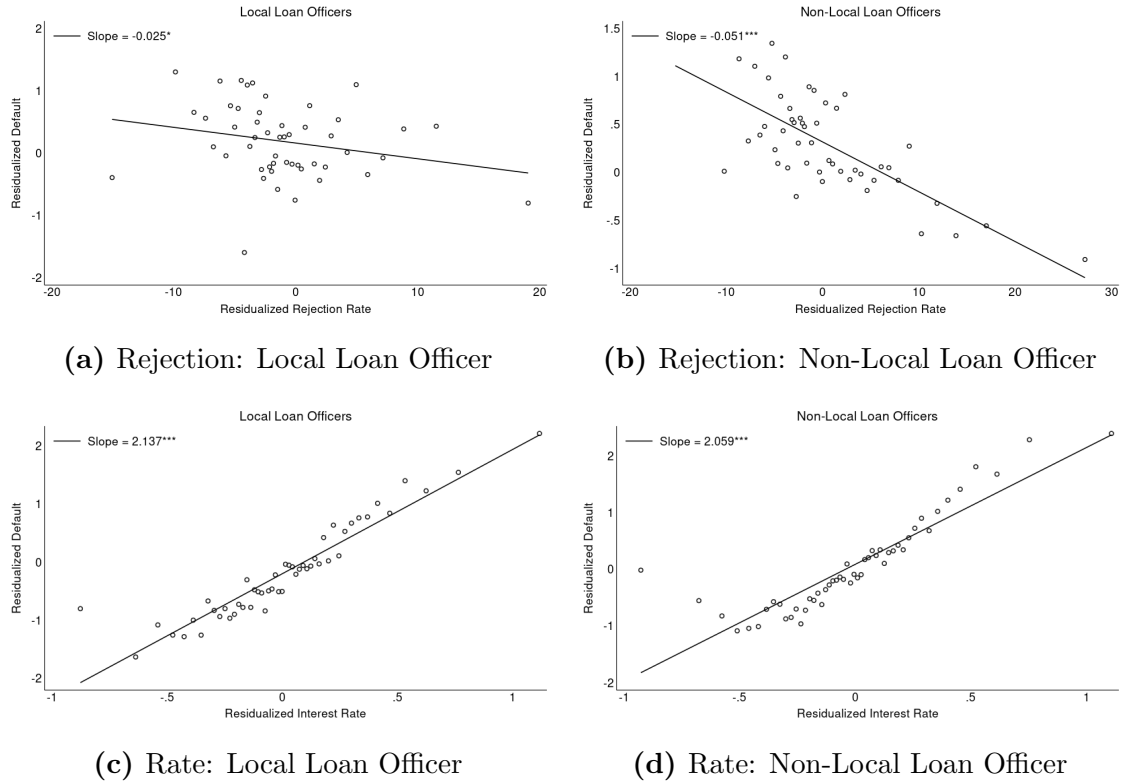 Local Loan Officers
Slope = -0.025*
Residualized Default
2
1
0
-1
-2
-20
-10
0
10
20
Residualized Rejection Rate
(a) Rejection: Local Loan Officer
Non-Local Loan Officers
Slope = -0.051***
Residualized Default
1.5
1
.5
0
-.5
-1
-20
-10
0
10
20
30
Residualized Rejection Rate
(b) Rejection: Non-Local Loan Officer
Local Loan Officers
Slope = 2.137***
Residualized Default
2
1
0
-1
-2
-1
-.5
0
.5
1
Residualized Interest Rate
(c) Rate: Local Loan Officer
Non-Local Loan Officers
Slope = 2.059***
Residualized Default
2
1
0
-1
-2
-1
-.5
0
.5
1
Residualized Interest Rate
(d) Rate: Non-Local Loan Officer